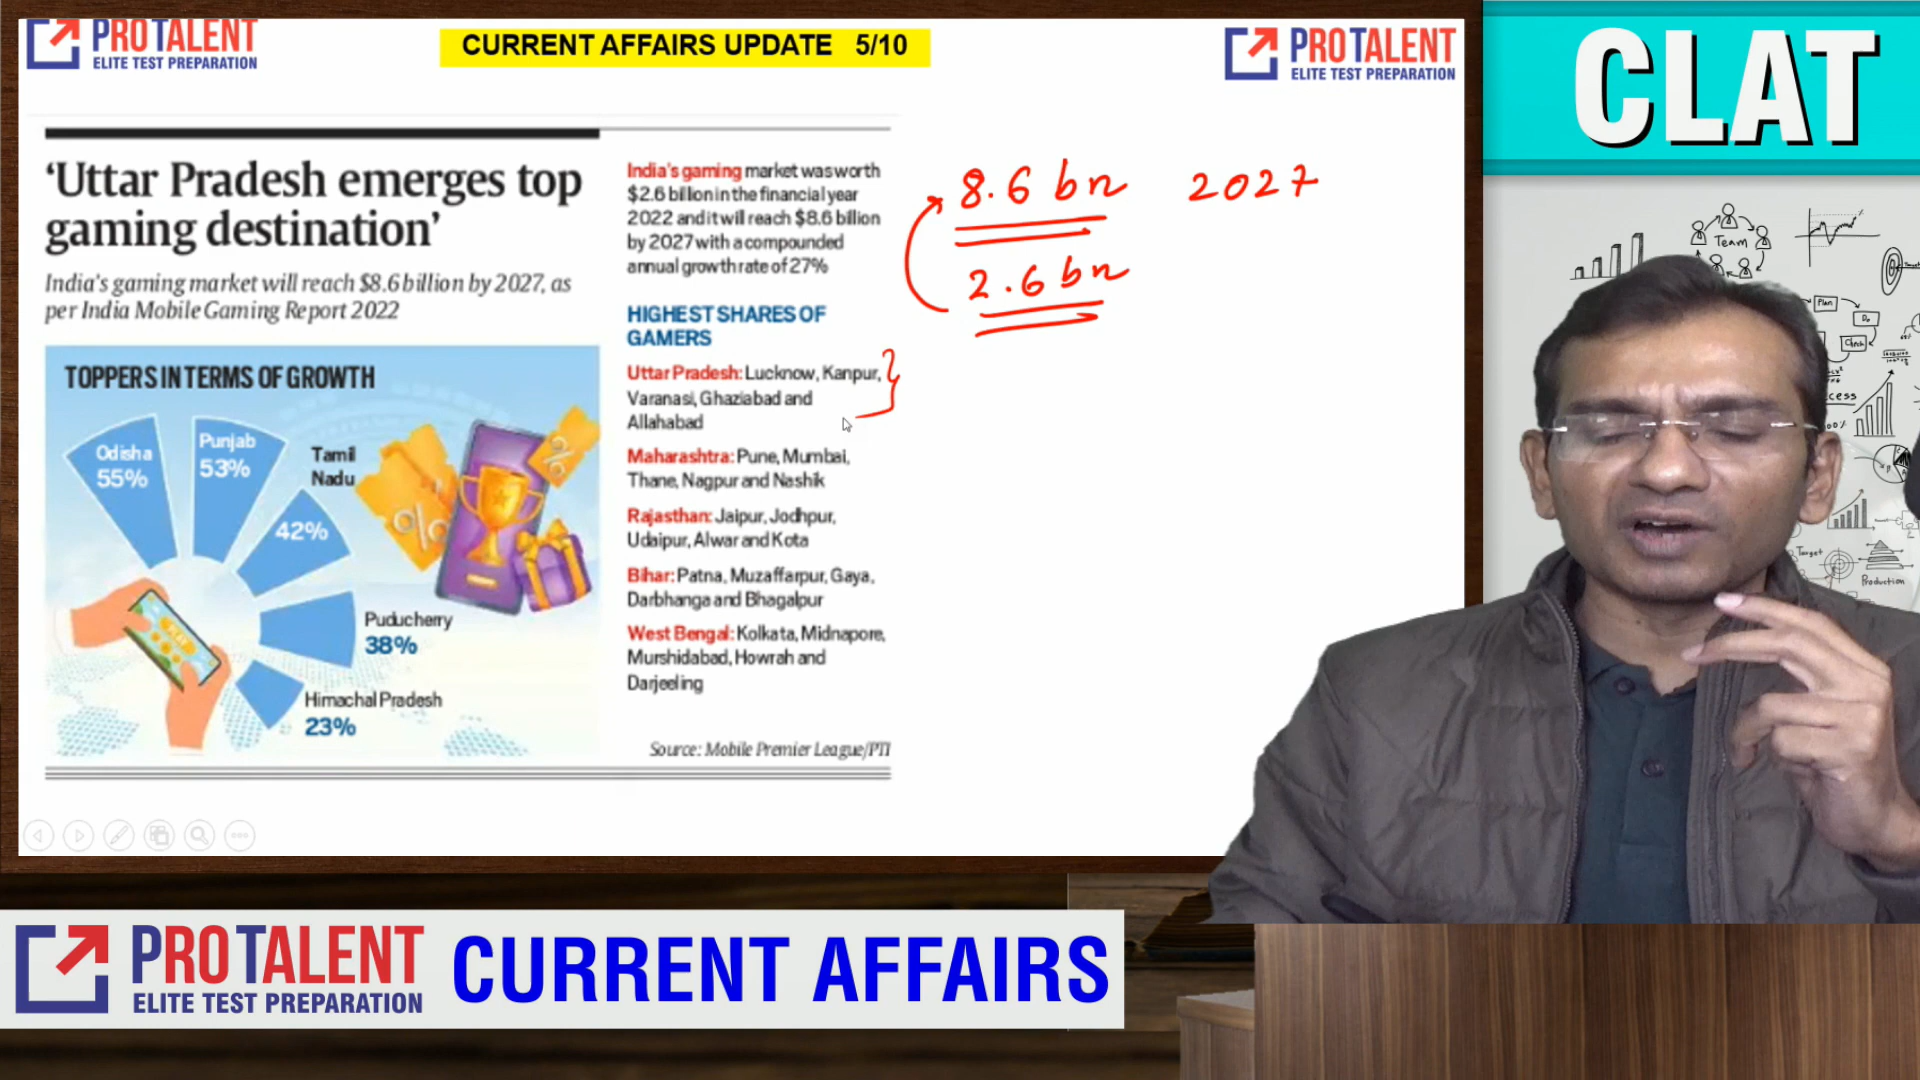 PROTALENT
ELITE TEST PREPARATION
CURRENT AFFAIRS UPDATE 5/10
PROTALENT
ELITE TEST PREPARATION
CLAT
'Uttar Pradesh emerges top
gaming destination'
India's gaming market will reach $8.6 billion by 2027, as
per India Mobile Gaming Report 2022
TOPPERS IN TERMS OF GROWTH
Odisha
55%
Punjab
53%
Tamil
Nadu
42%
Puducherry
38%
Himachal Pradesh
23%
India's gaming market was worth
$2.6 billion in the financial year
2022 and it will reach $8.6 billion
by 2027 with a compounded
annual growth rate of 27%
HIGHEST SHARES OF
GAMERS
Uttar Pradesh: Lucknow, Kanpur,
Varanasi, Ghaziabad and
Allahabad
Maharashtra: Pune, Mumbai,
Thane, Nagpur and Nashik
Rajasthan: Jaipur, Jodhpur,
Udaipur, Alwar and Kota
Bihar: Patna, Muzaffarpur, Gaya,
Darbhanga and Bhagalpur
West Bengal: Kolkata, Midnapore,
Murshidabad, Howrah and
Darjeeling
Source: Mobile Premier League/PTI
8.6 bn 2027
2.6 bn
Team
Plan
Do
Check
Target
Production
PROTALENT
ELITE TEST PREPARATION
CURRENT AFFAIRS